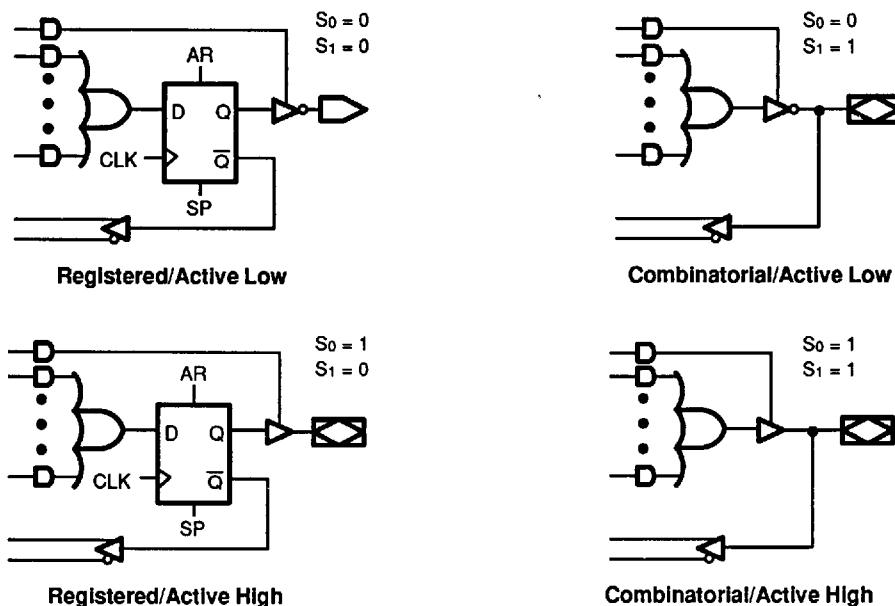 S0 = 0
S1 = 0
AR
D Q
CLK Q̅
SP
Registered/Active Low
S0 = 0
S1 = 1
Combinatorial/Active Low
S0 = 1
S1 = 0
AR
D Q
CLK Q̅
SP
Registered/Active High
S0 = 1
S1 = 1
Combinatorial/Active High